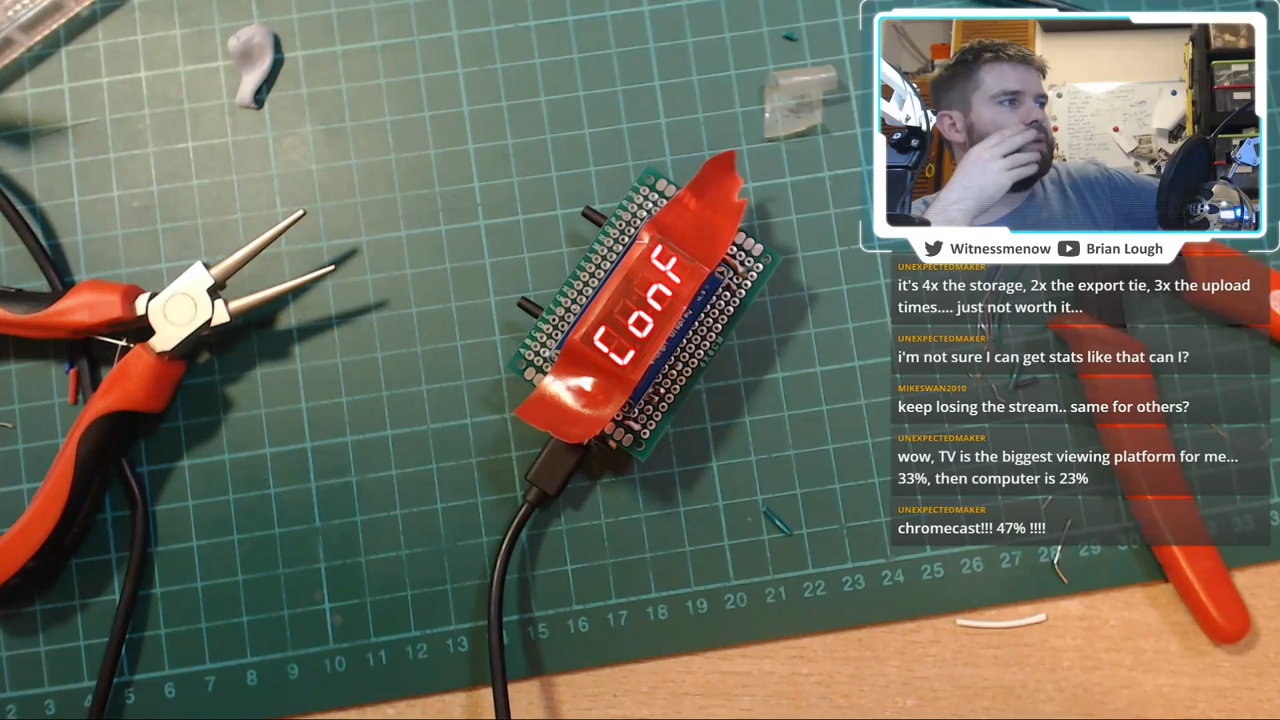 Witnessmenow Brian Lough
UNEXPECTEDMAKER
it's 4x the storage, 2x the export tie, 3x the upload
times.... just not worth it...
UNEXPECTEDMAKER
i'm not sure I can get stats like that can I?
MIKESWAN2010
keep losing the stream.. same for others?
UNEXPECTEDMAKER
wow, TV is the biggest viewing platform for me...
33%, then computer is 23%
UNEXPECTEDMAKER
chromecast!!! 47% !!!!
ConF
2 3 4 5 6 7 8 9 10 11 12 13 15 16 17 18 19 20 21 22 23 24 25 26 27 28 29 30